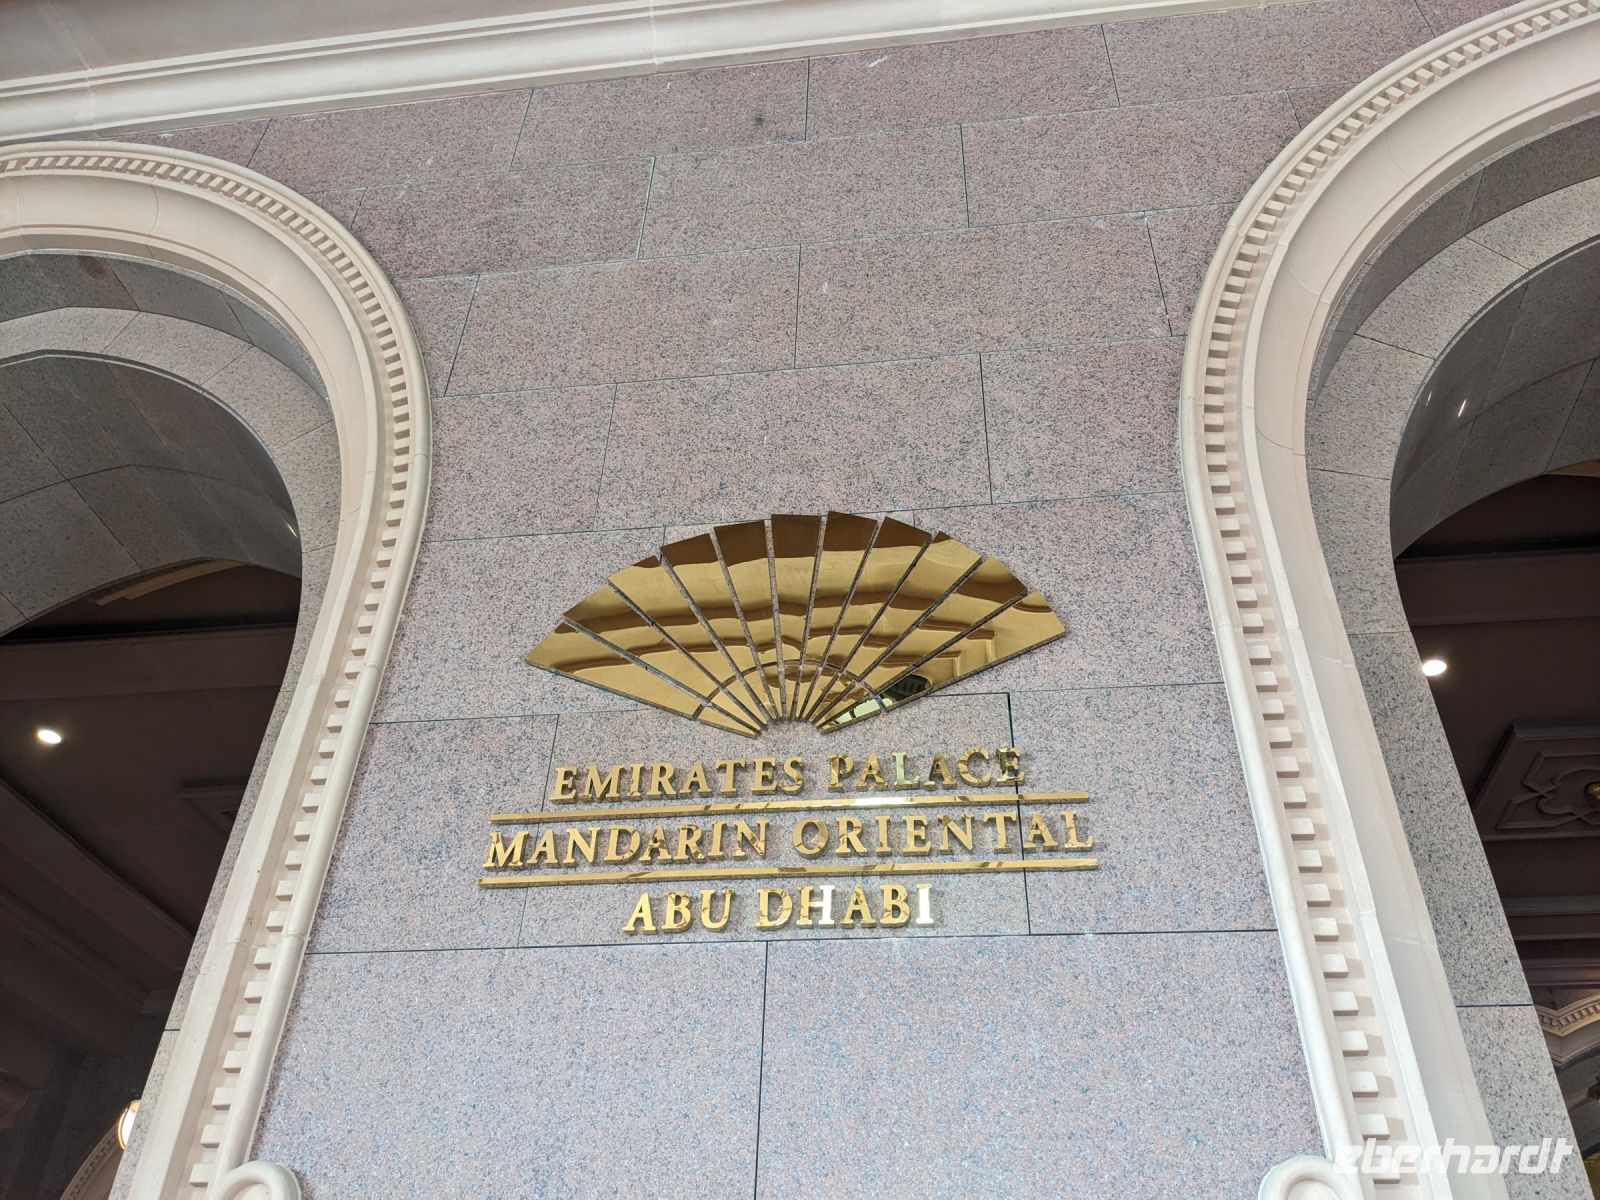 EMIRATES PALACE
MANDARIN ORIENTAL
ABU DHABI
eberhardt